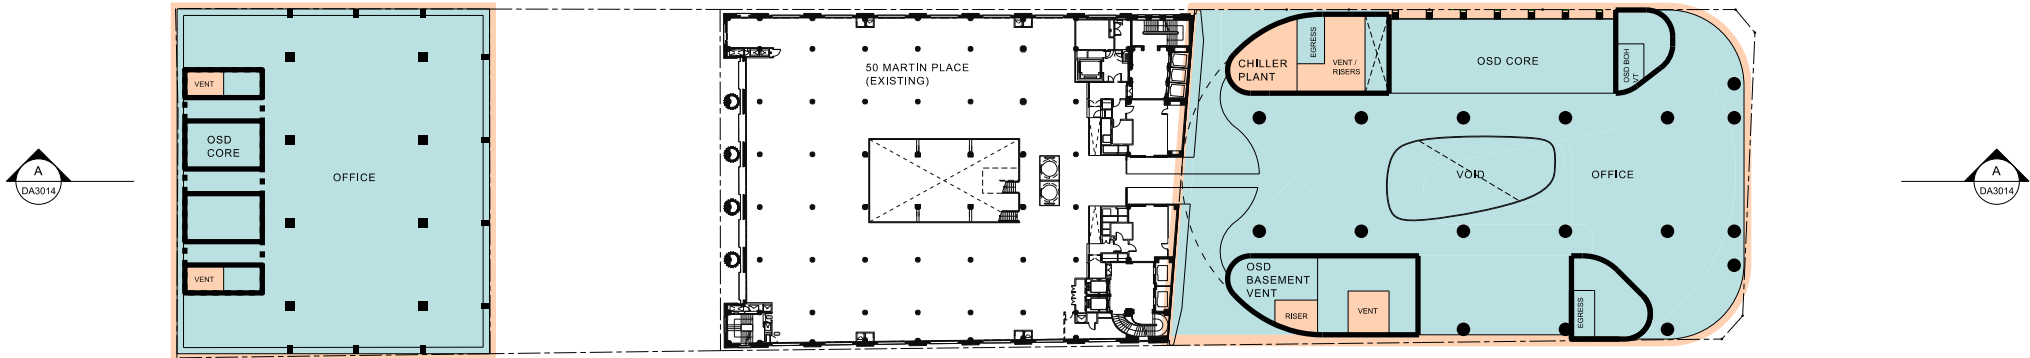 A
DA3014
VENT
OSD
CORE
VENT
OFFICE
50 MARTIN PLACE
(EXISTING)
CHILLER
PLANT
EGRESS
VENT /
RISERS
OSD CORE
OSD BOH
VT
VOID
OFFICE
OSD
BASEMENT
VENT
RISER
VENT
EGRESS
A
DA3014